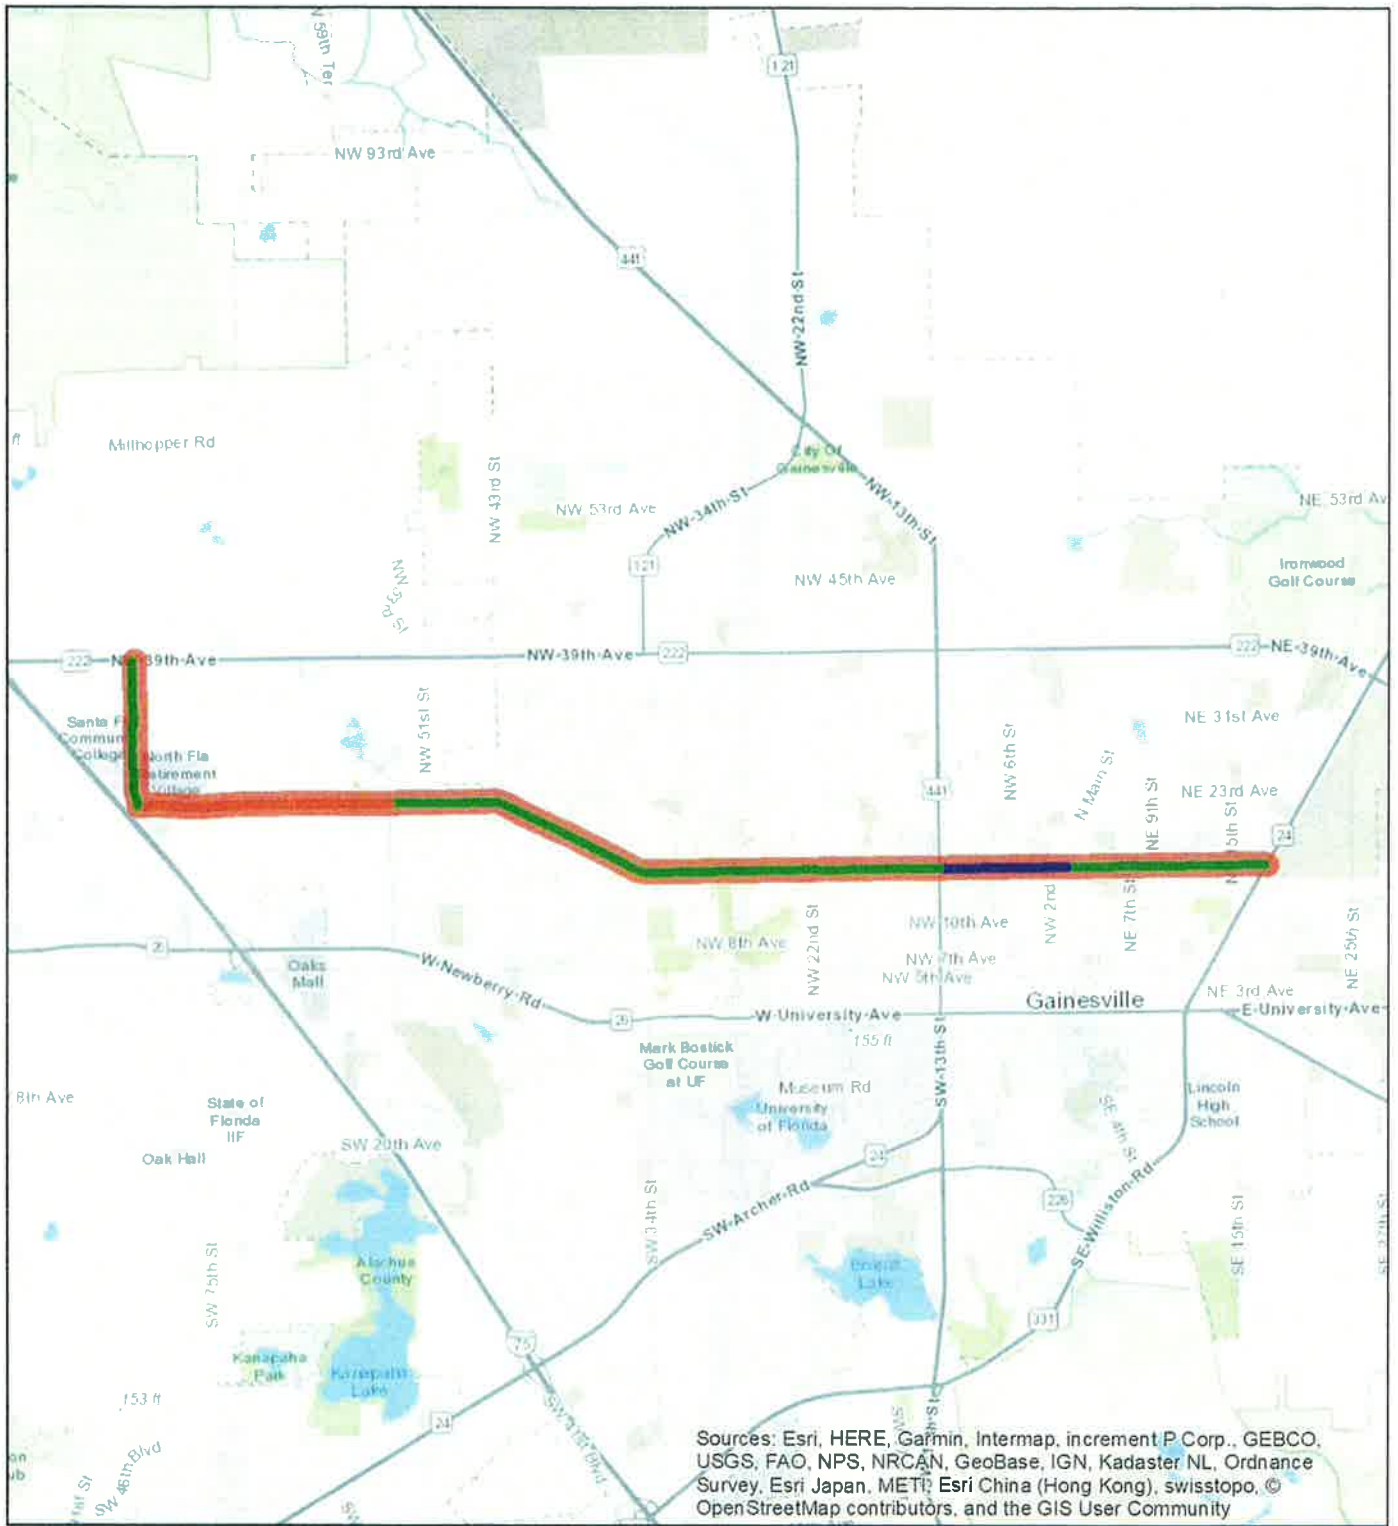 NW 59th Ter
121
NW 93rd Ave
441
NW-22nd-St
Millhopper Rd
City Of
Gainesville
NW 43rd St
NW 53rd Ave
NW-34th-St
NW-13th-St
NE 53rd Av
121
NW 45th Ave
Ironwood
Golf Course
NW 53rd St
222
39th-Ave
NW-39th-Ave
222
222
NE-39th-Ave
NW 51st St
Santa F
Commun
College
North Fla
etirement
Village
NE 31st Ave
NW 6th St
N Main St
441
NE 23rd Ave
NE 9th St
15th St
24
NW 10th Ave
NW 2nd
NE 7th St
NW 8th Ave
NW 22nd St
NW 7th Ave
NW 5th Ave
NE 25th St
26
Oaks
Mall
W-Newberry-Rd
26
W-University-Ave
Gainesville
NE 3rd Ave
E-University-Ave
155 ft
Mark Bostick
Golf Course
at UF
SW-13th-St
Museum Rd
University
of Florida
8th Ave
State of
Florida
IIF
Lincoln
High
School
SE 4th St
Oak Hall
SW 20th Ave
24
SW-Archer-Rd
SW 34th St
226
SE-Williston-Rd
SE 15th St
SE 27th St
SW 75th St
Alachua
County
Bivens
Lake
331
75
Kanapaha
Park
Kanapaha
Lake
153 ft
24
SW 46th Blvd
SW
Sources: Esri, HERE, Garmin, Intermap, increment P Corp., GEBCO,
USGS, FAO, NPS, NRCAN, GeoBase, IGN, Kadaster NL, Ordnance
Survey, Esri Japan, METI, Esri China (Hong Kong), swisstopo, ©
OpenStreetMap contributors, and the GIS User Community